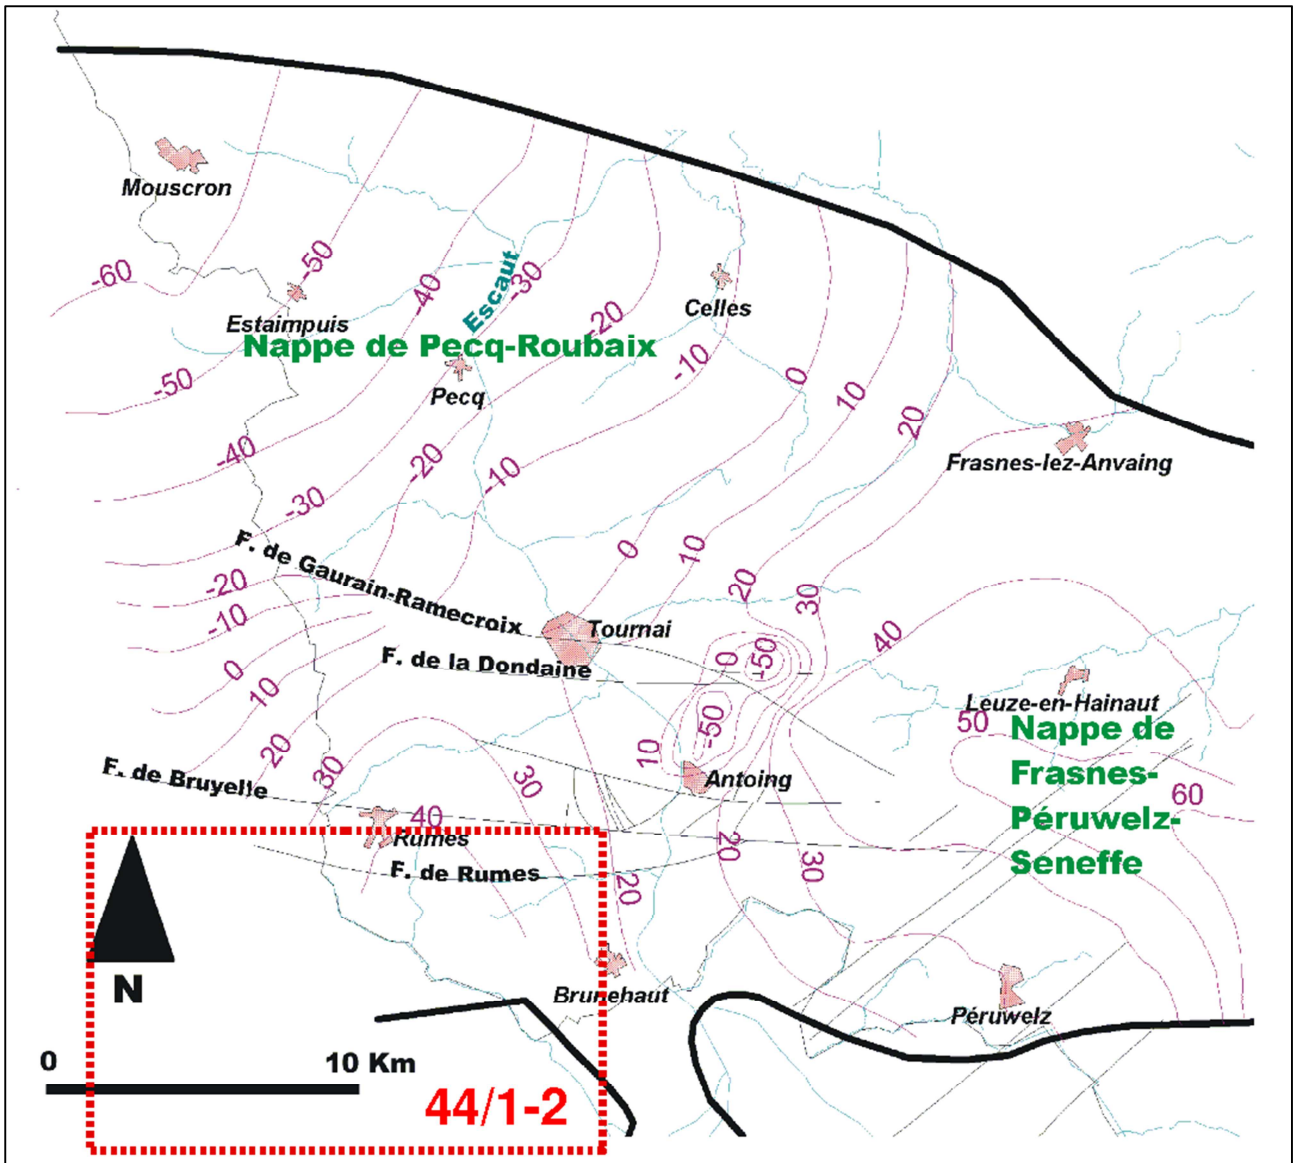 Mouscron
-60
-50
-40
Escaut
-30
Celles
Estaimpuis
-20
Nappe de Pecq-Roubaix
-50
Pecq
-10
0
10
20
-40
-20
-10
Frasnes-lez-Anvaing
-30
F. de Gaurain-Ramecroix
0
10
20
30
40
-20
-10
Tournai
F. de la Dondaine
0
-50
0
10
Leuze-en-Hainaut
50
Nappe de
Frasnes-
Péruwelz-
Seneffe
-50
10
20
30
30
Antoing
60
F. de Bruyelle
40
Rumes
20
30
F. de Rumes
20
N
Brunehaut
Péruwelz
0
10 Km
44/1-2